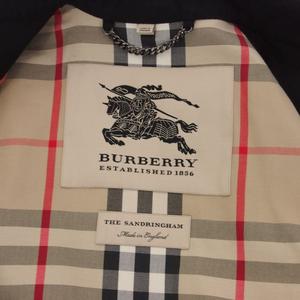 BURBERRY
ESTABLISHED 1856
THE SANDRINGHAM
Made in England